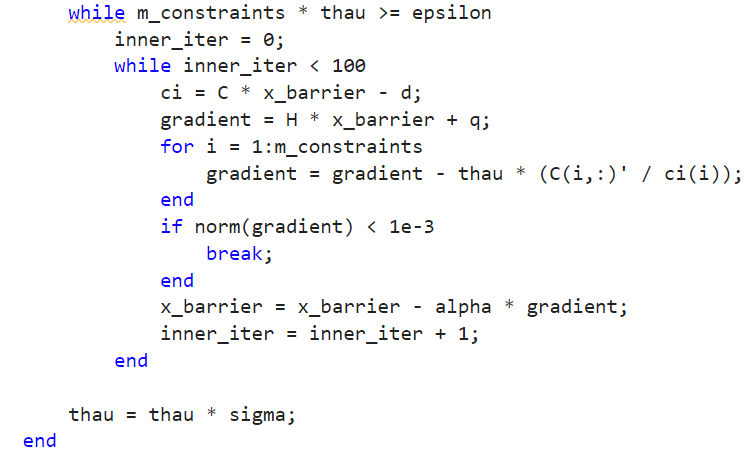 while m_constraints * thau >= epsilon
inner_iter = 0;
while inner_iter < 100
ci = C * x_barrier - d;
gradient = H * x_barrier + q;
for i = 1:m_constraints
gradient = gradient - thau * (C(i,:)' / ci(i));
end
if norm(gradient) < 1e-3
break;
end
x_barrier = x_barrier - alpha * gradient;
inner_iter = inner_iter + 1;
end
thau = thau * sigma;
end